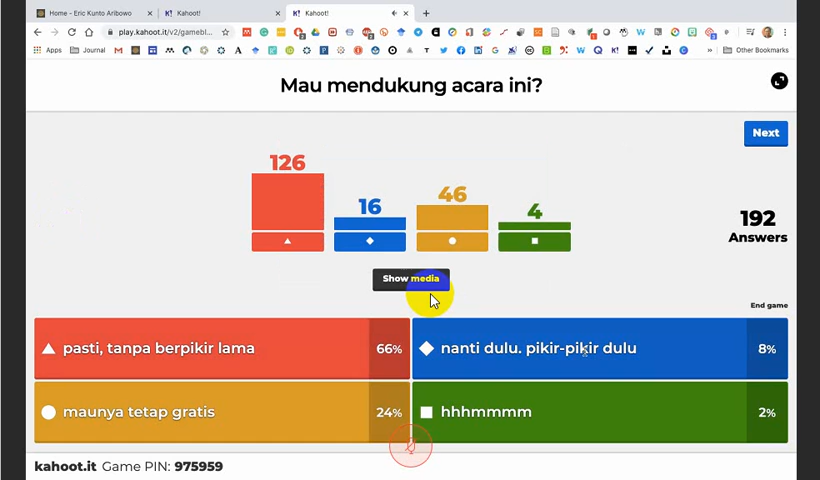 Home - Eric Kunto Aribowo
Kahoot!
Kahoot!
play.kahoot.it/v2/gamebl...
Apps
Journal
Other Bookmarks
Mau mendukung acara ini?
Next
126
16
46
4
192
Answers
Show media
End game
pasti, tanpa berpikir lama
66%
nanti dulu. pikir-pikir dulu
8%
maunya tetap gratis
24%
hhhmmmm
2%
kahoot.it Game PIN: 975959